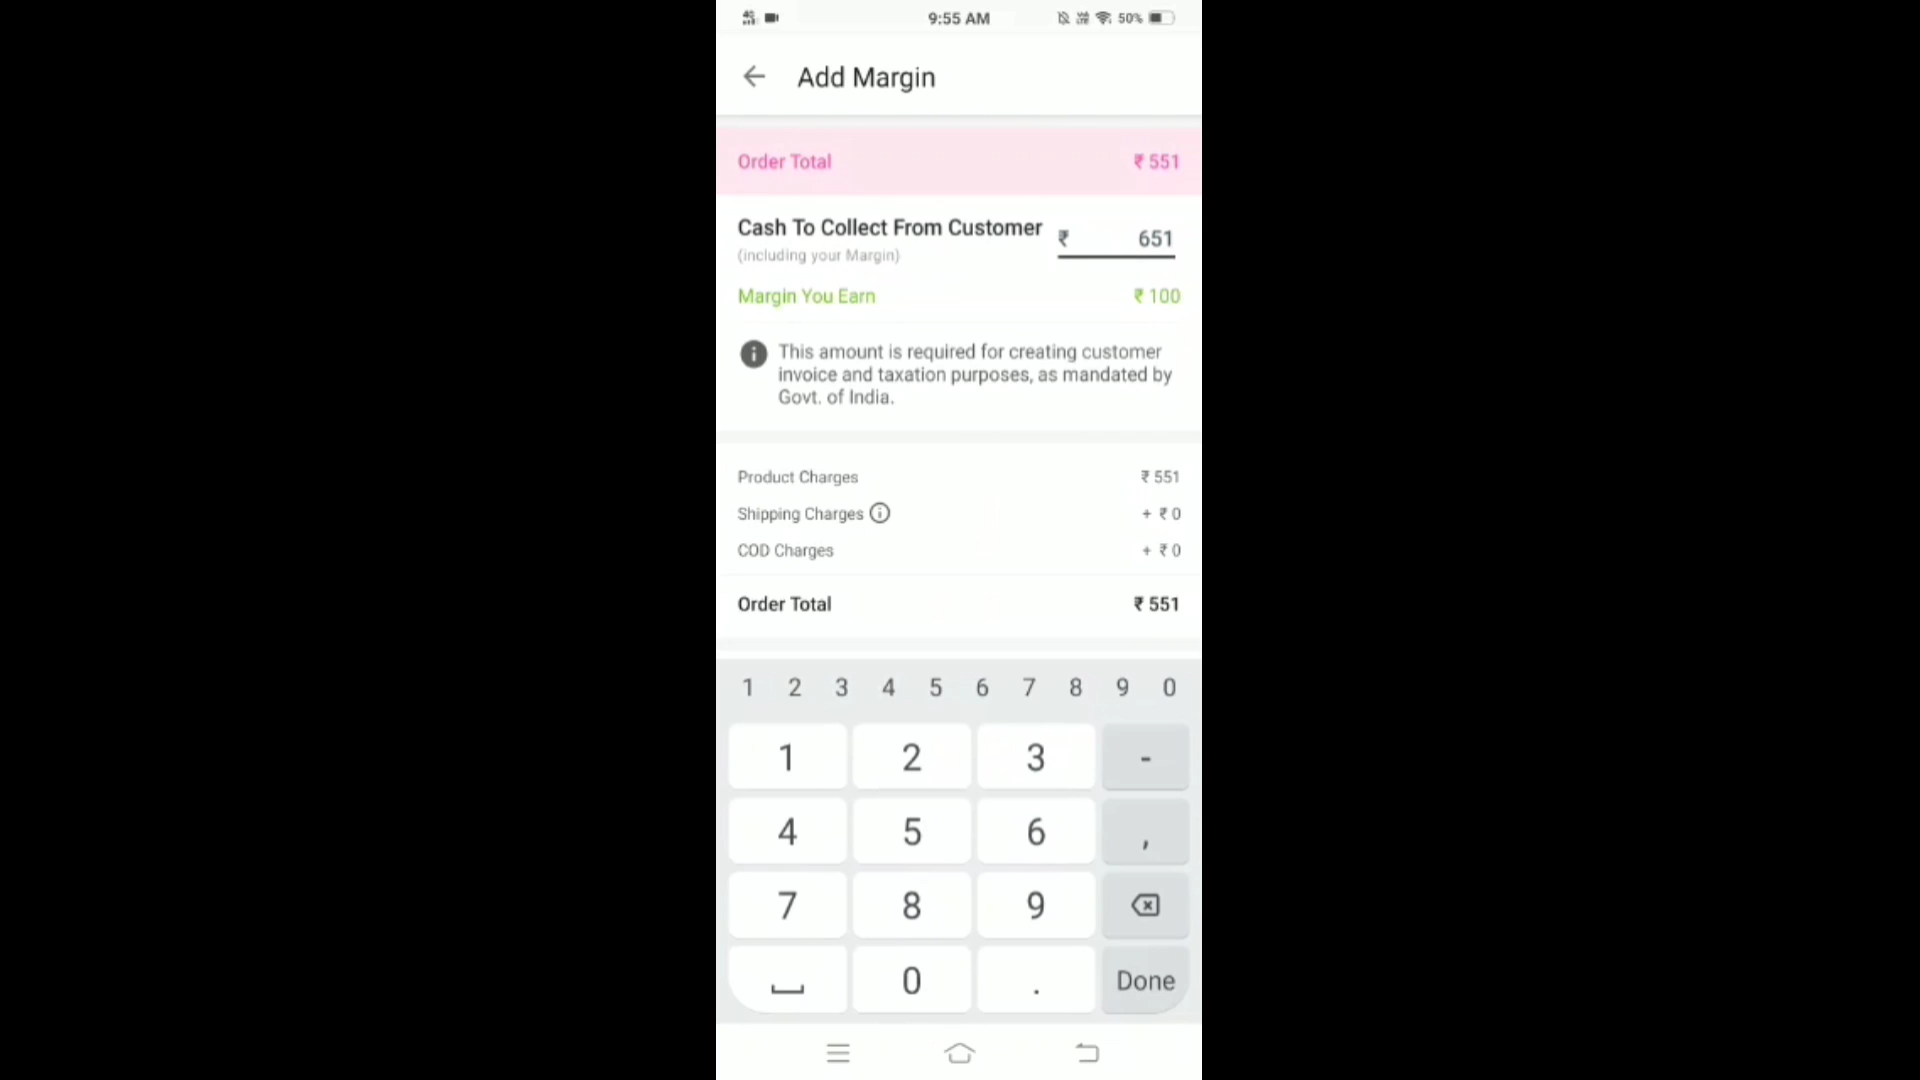 4G 9:55 AM 50%
Add Margin
Order Total ₹ 551
Cash To Collect From Customer ₹ 651
(including your Margin)
Margin You Earn ₹ 100
This amount is required for creating customer
invoice and taxation purposes, as mandated by
Govt. of India.
Product Charges ₹ 551
Shipping Charges + ₹ 0
COD Charges + ₹ 0
Order Total ₹ 551
1 2 3 4 5 6 7 8 9 0
1 2 3 -
4 5 6 ,
7 8 9
0 . Done